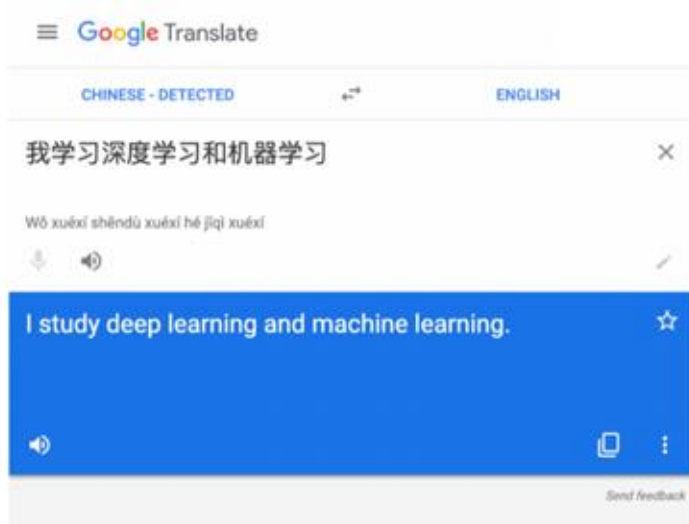 Google Translate
CHINESE - DETECTED
ENGLISH
我学习深度学习和机器学习
Wǒ xuéxí shēndù xuéxí hé jīqì xuéxí
I study deep learning and machine learning.
Send feedback